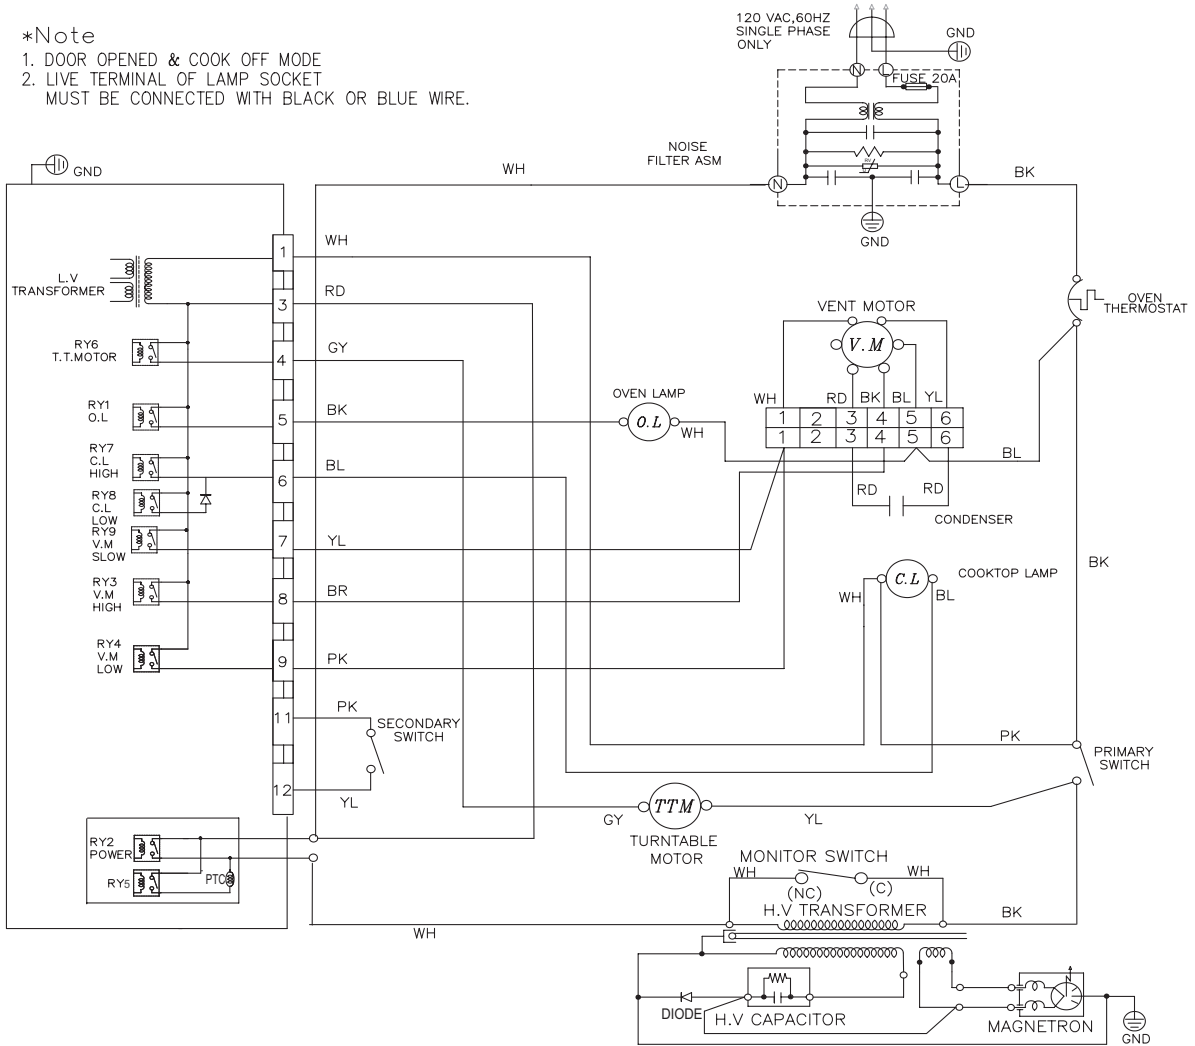 *Note
1. DOOR OPENED & COOK OFF MODE
2. LIVE TERMINAL OF LAMP SOCKET
MUST BE CONNECTED WITH BLACK OR BLUE WIRE.
120 VAC,60HZ
SINGLE PHASE
ONLY
GND
N
L
FUSE 20A
NOISE
FILTER ASM
RV
N
L
GND
WH
BK
GND
L.V
TRANSFORMER
RY6
T.T.MOTOR
RY1
O.L
RY7
C.L
HIGH
RY8
C.L
LOW
RY9
V.M
SLOW
RY3
V.M
HIGH
RY4
V.M
LOW
1
3
4
5
6
7
8
9
11
12
WH
RD
GY
BK
BL
YL
BR
PK
PK
YL
SECONDARY
SWITCH
RY2
POWER
RY5
PTC
OVEN
THERMOSTAT
VENT MOTOR
V.M
WH
RD
BK
BL
YL
1 2 3 4 5 6
1 2 3 4 5 6
OVEN LAMP
O.L
WH
BL
RD
RD
CONDENSER
BK
C.L
COOKTOP LAMP
WH
BL
PK
PRIMARY
SWITCH
TTM
GY
YL
TURNTABLE
MOTOR
MONITOR SWITCH
WH
WH
(NC)
(C)
H.V TRANSFORMER
BK
WH
DIODE
H.V CAPACITOR
MAGNETRON
GND